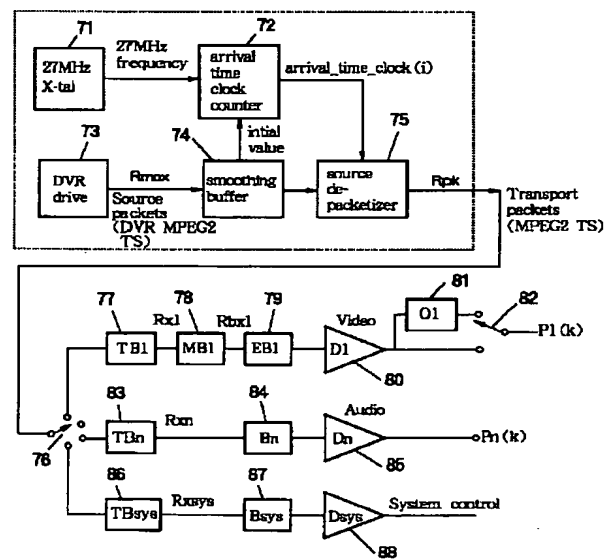 71
72
27MHz
X-tal
27MHz
frequency
arrival
time
clock
counter
arrival_time_clock(i)
73
74
intial
value
75
DVR
drive
Rmax
Source
packets
(DVR MPEG2
TS)
smoothing
buffer
source
de-
packetizer
Rpk
Transport
packets
(MPEG2 TS)
81
82
77
Rx1
78
Rbx1
79
Video
O1
P1(k)
TB1
MB1
EB1
D1
80
83
84
Audio
76
TBn
Rxn
Bn
Dn
Pn(k)
85
86
87
TBsys
Rxsys
Bsys
Dsys
System control
88